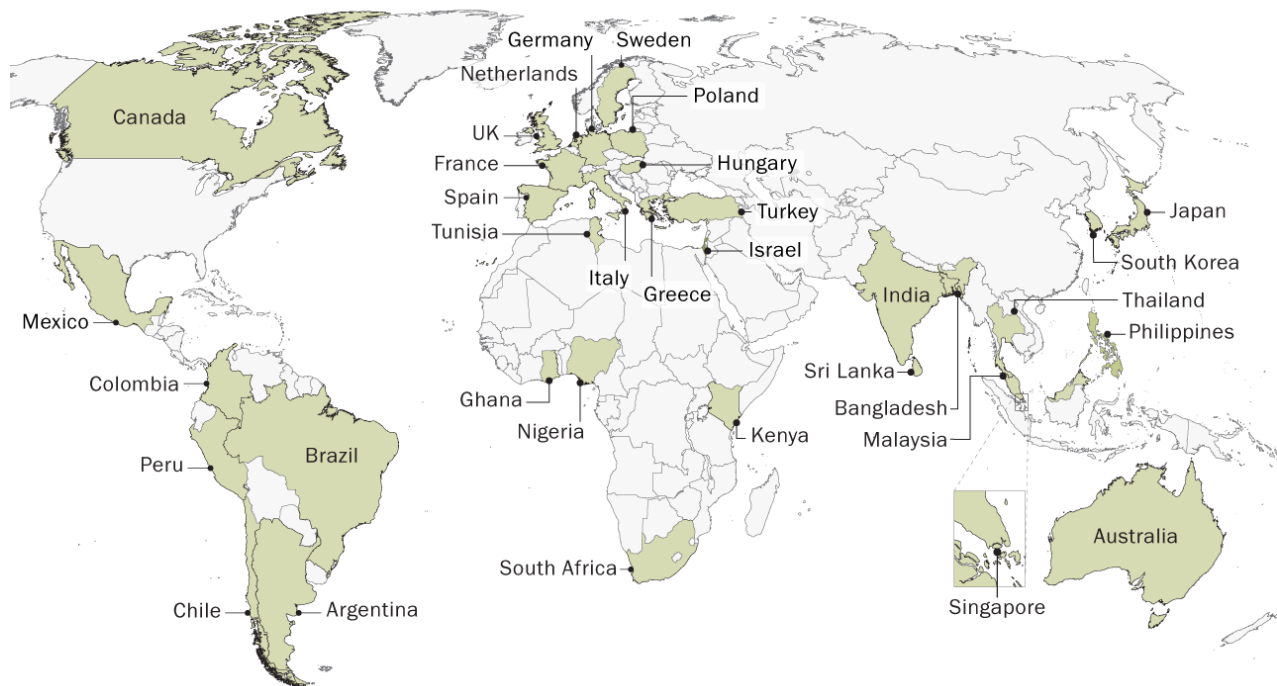 Germany
Sweden
Netherlands
Poland
Canada
UK
France
Hungary
Spain
Turkey
Japan
Tunisia
Israel
South Korea
Italy
Greece
India
Thailand
Mexico
Philippines
Sri Lanka
Colombia
Ghana
Bangladesh
Nigeria
Kenya
Malaysia
Brazil
Peru
Australia
South Africa
Singapore
Chile
Argentina